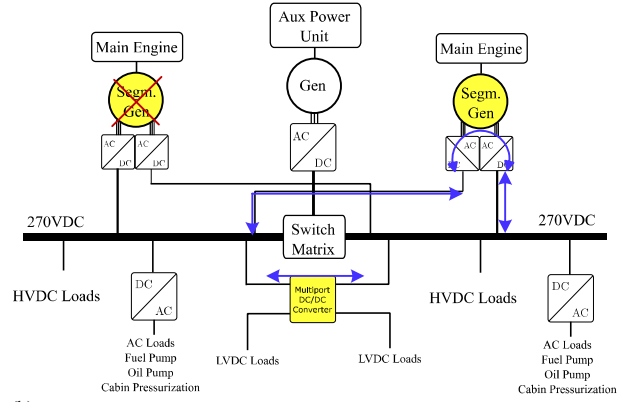 Aux Power
Unit
Main Engine
Main Engine
Segm.
Gen
Gen
Segm.
Gen
AC
DC
AC
DC
AC
DC
AC
DC
AC
DC
270VDC
270VDC
Switch
Matrix
HVDC Loads
DC
AC
Multiport
DC/DC
Converter
HVDC Loads
DC
AC
AC Loads
Fuel Pump
Oil Pump
Cabin Pressurization
LVDC Loads
LVDC Loads
AC Loads
Fuel Pump
Oil Pump
Cabin Pressurization